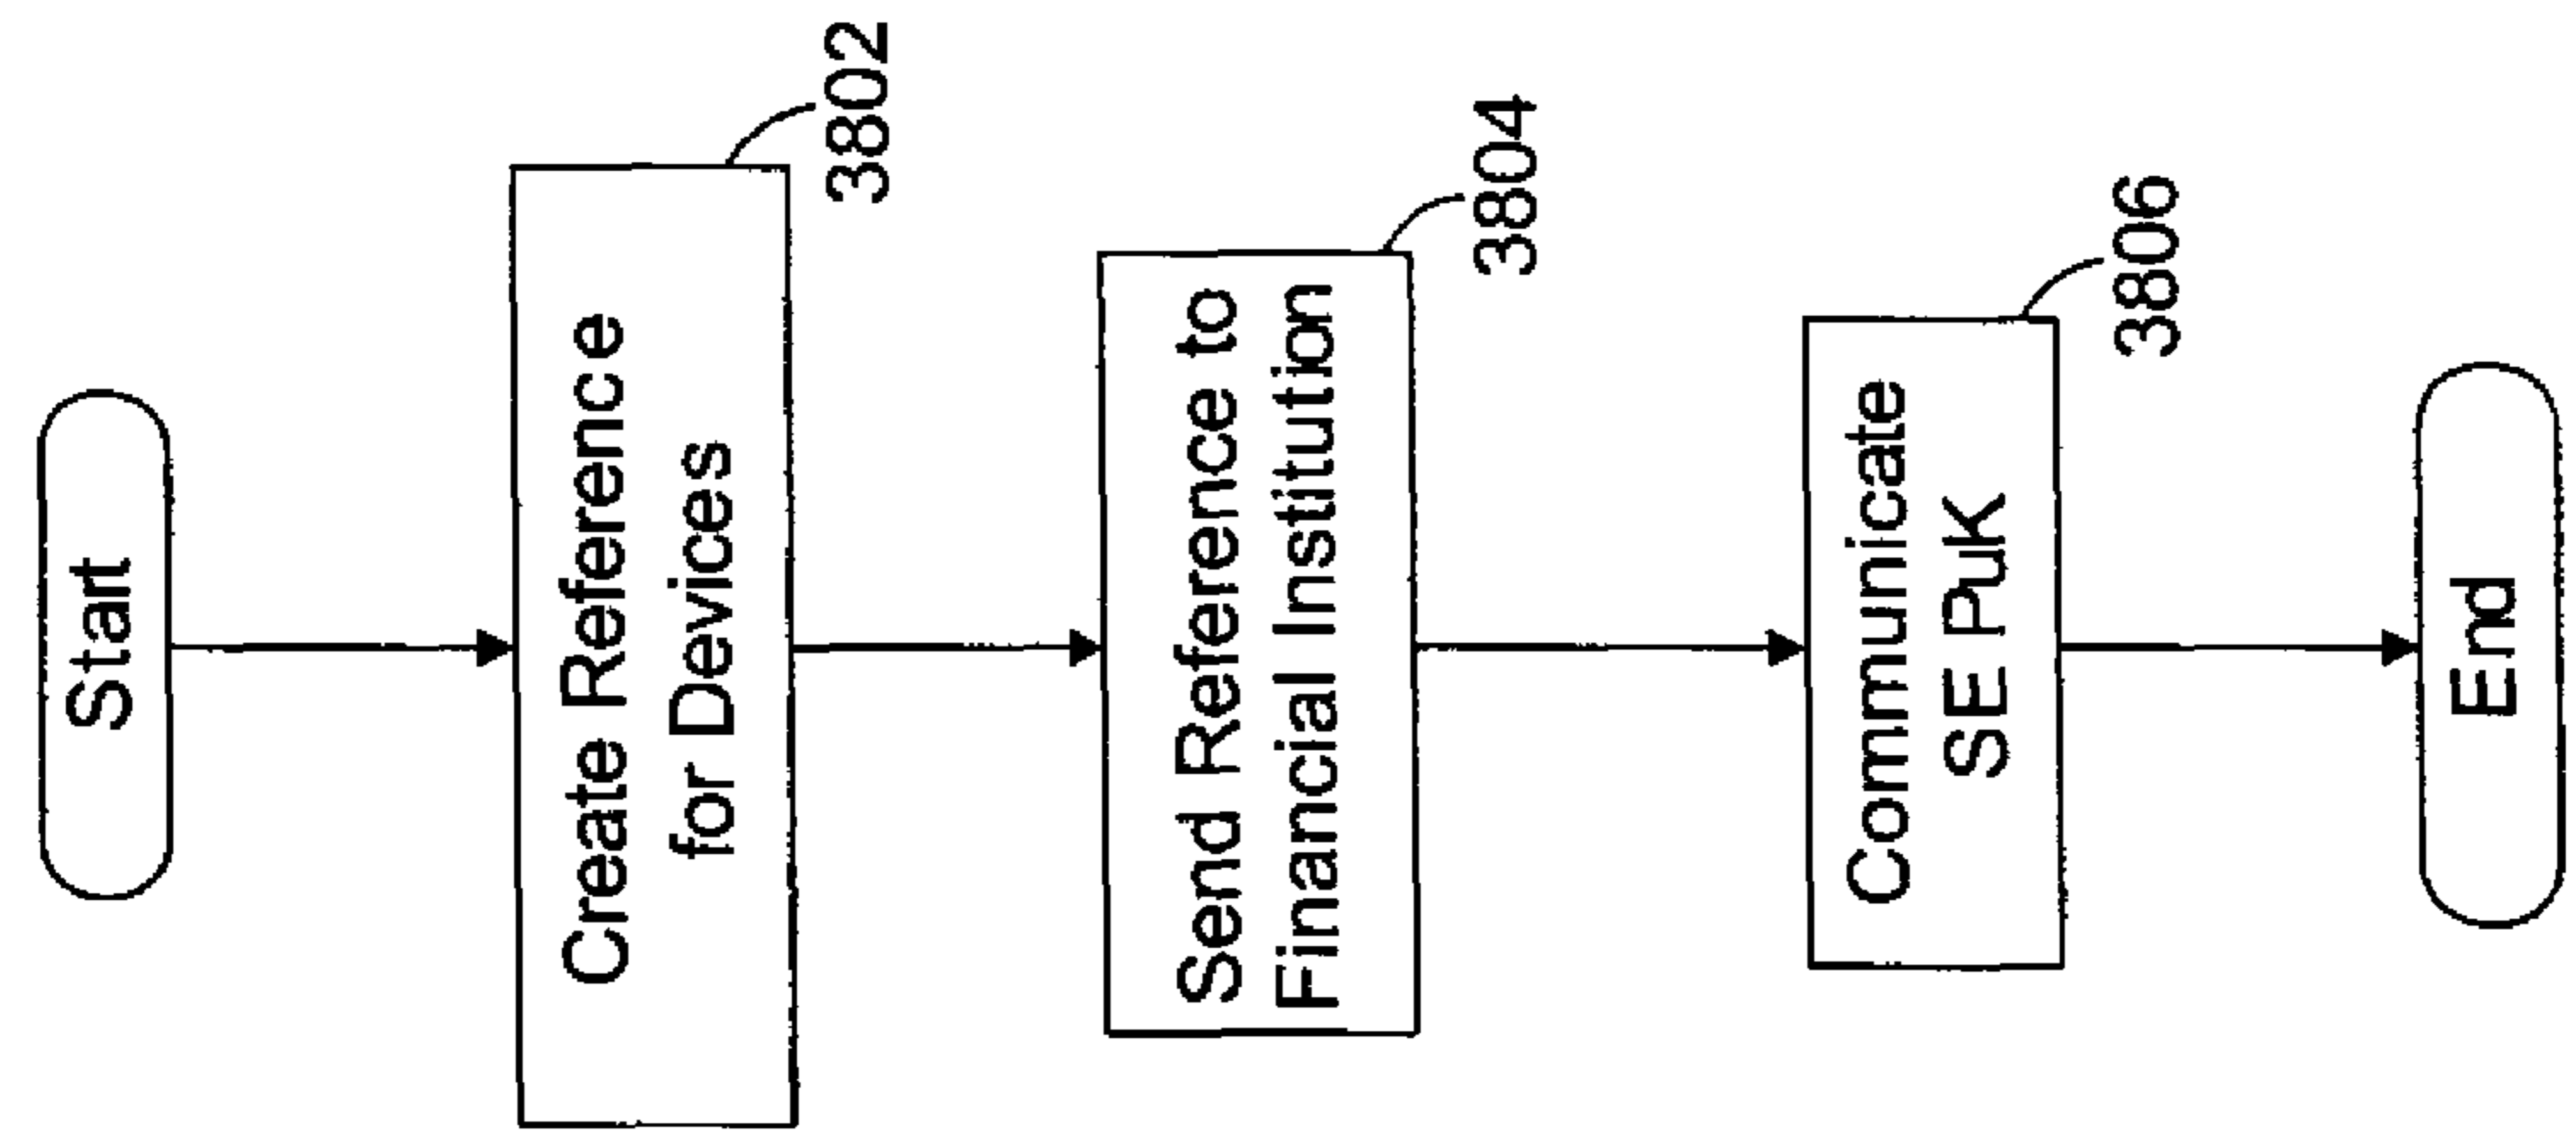 Start
Create Reference
for Devices
3802
Send Reference to
Financial Institution
3804
Communicate
SE PuK
3806
End